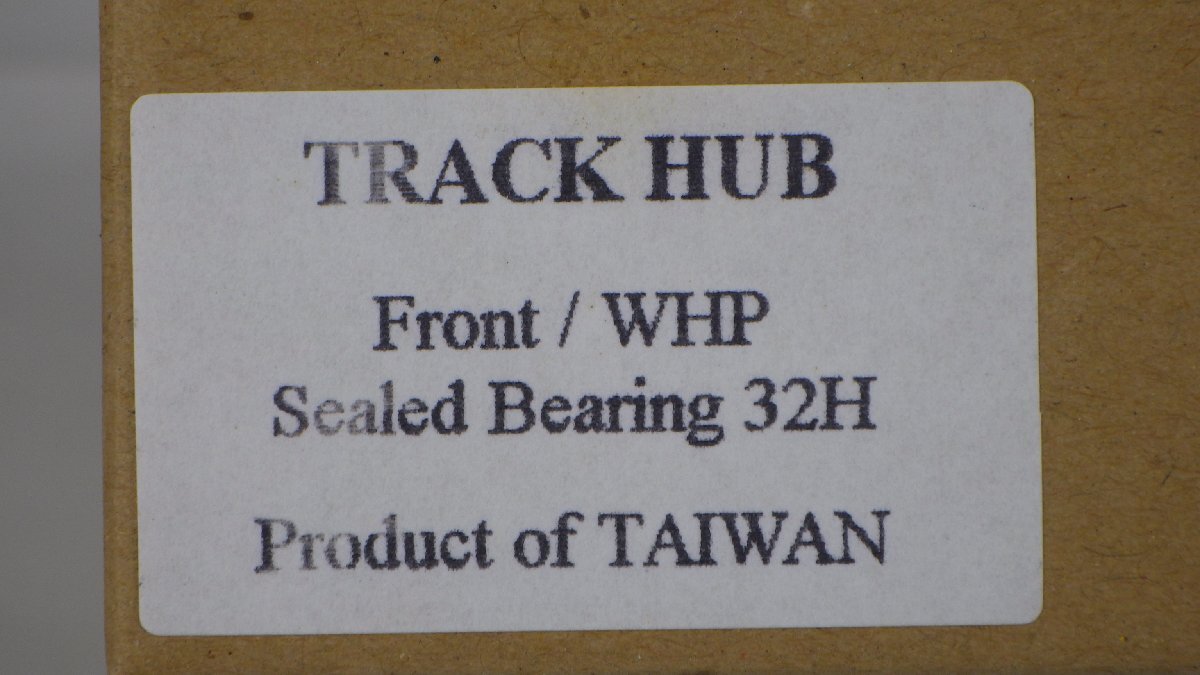 TRACK HUB
Front / WHP
Sealed Bearing 32H
Product of TAIWAN